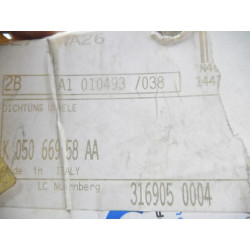 2B A1 010493 /038
DICHTUNG
K 050 669 58 AA
Made in ITALY
LC Nürnberg
316905 0004